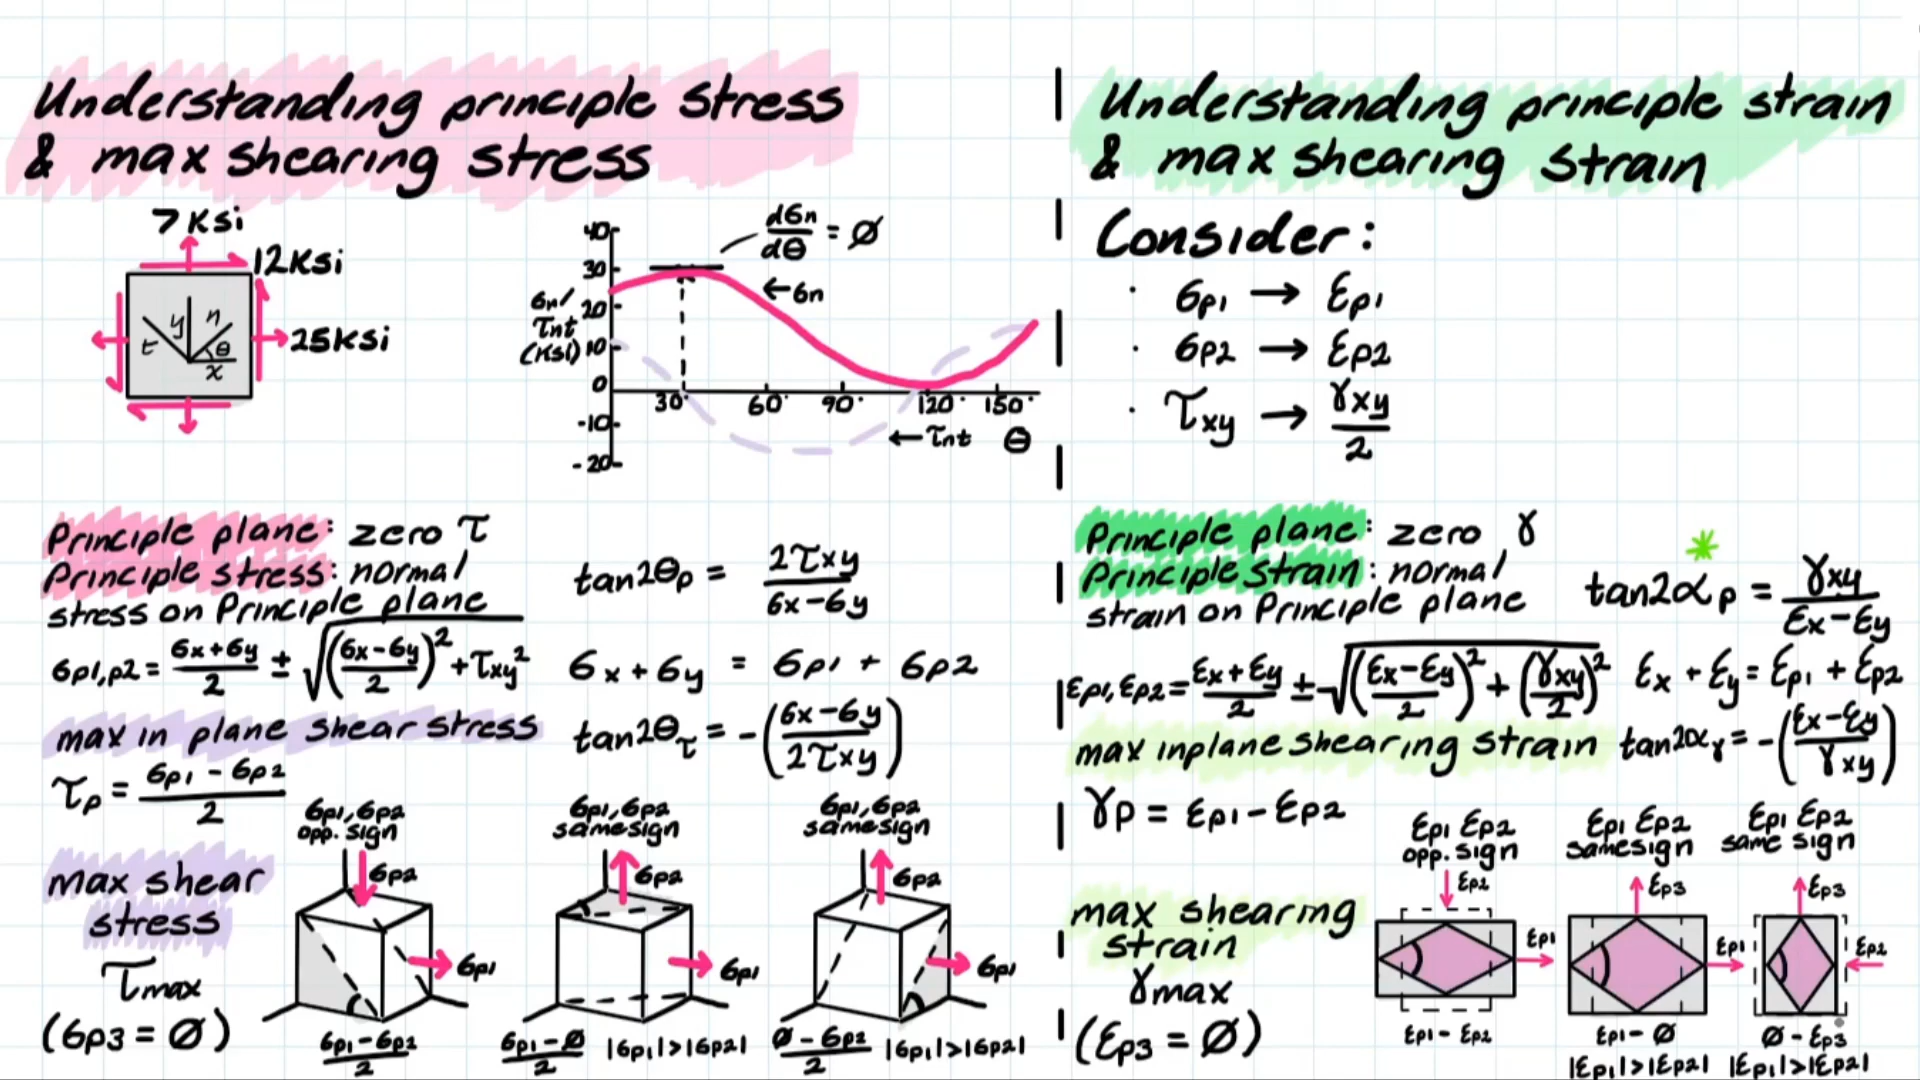 Understanding principle stress
& max shearing stress
7 Ksi
12Ksi
25Ksi
y n
t θ
x
dσn/dθ = Ø
40
30
20
10
0
-10
-20
σn/
τnt
(Ksi)
←σn
30° 60° 90° 120° 150°
←τnt θ
Principle plane: zero τ
Principle stress: normal
stress on Principle plane
σp1,p2 = (σx+σy)/2 ± √(((σx-σy)/2)² + τxy²)
tan2θp = 2τxy/(σx-σy)
σx + σy = σp1 + σp2
max in plane shear stress
tan2θτ = -((σx-σy)/(2τxy))
τp = (σp1 - σp2)/2
max shear
stress
τmax
(σp3 = Ø)
σp1,σp2
opp. sign
σp2
σp1
(σp1-σp2)/2
σp1,σp2
same sign
σp2
σp1
(σp1-Ø)/2 |σp1|>|σp2|
σp1,σp2
same sign
σp2
σp1
(Ø-σp2)/2 |σp1|>|σp2|
Understanding principle strain
& max shearing strain
Consider:
· σp1 → εp1
· σp2 → εp2
· τxy → γxy/2
Principle plane: zero γ
Principle strain: normal
strain on Principle plane
*
tan2αp = γxy/(εx-εy)
εp1, εp2 = (εx+εy)/2 ± √(((εx-εy)/2)² + (γxy/2)²)
εx + εy = εp1 + εp2
max inplane shearing strain
tan2αγ = -((εx-εy)/γxy)
γp = εp1 - εp2
max shearing
strain
γmax
(εp3 = Ø)
εp1 εp2
opp. sign
εp2
εp1
εp1 - εp2
εp1 εp2
same sign
εp3
εp1
εp1 - Ø
|εp1|>|εp2|
εp1 εp2
same sign
εp3
εp2
Ø - εp3
|εp1|>|εp2|